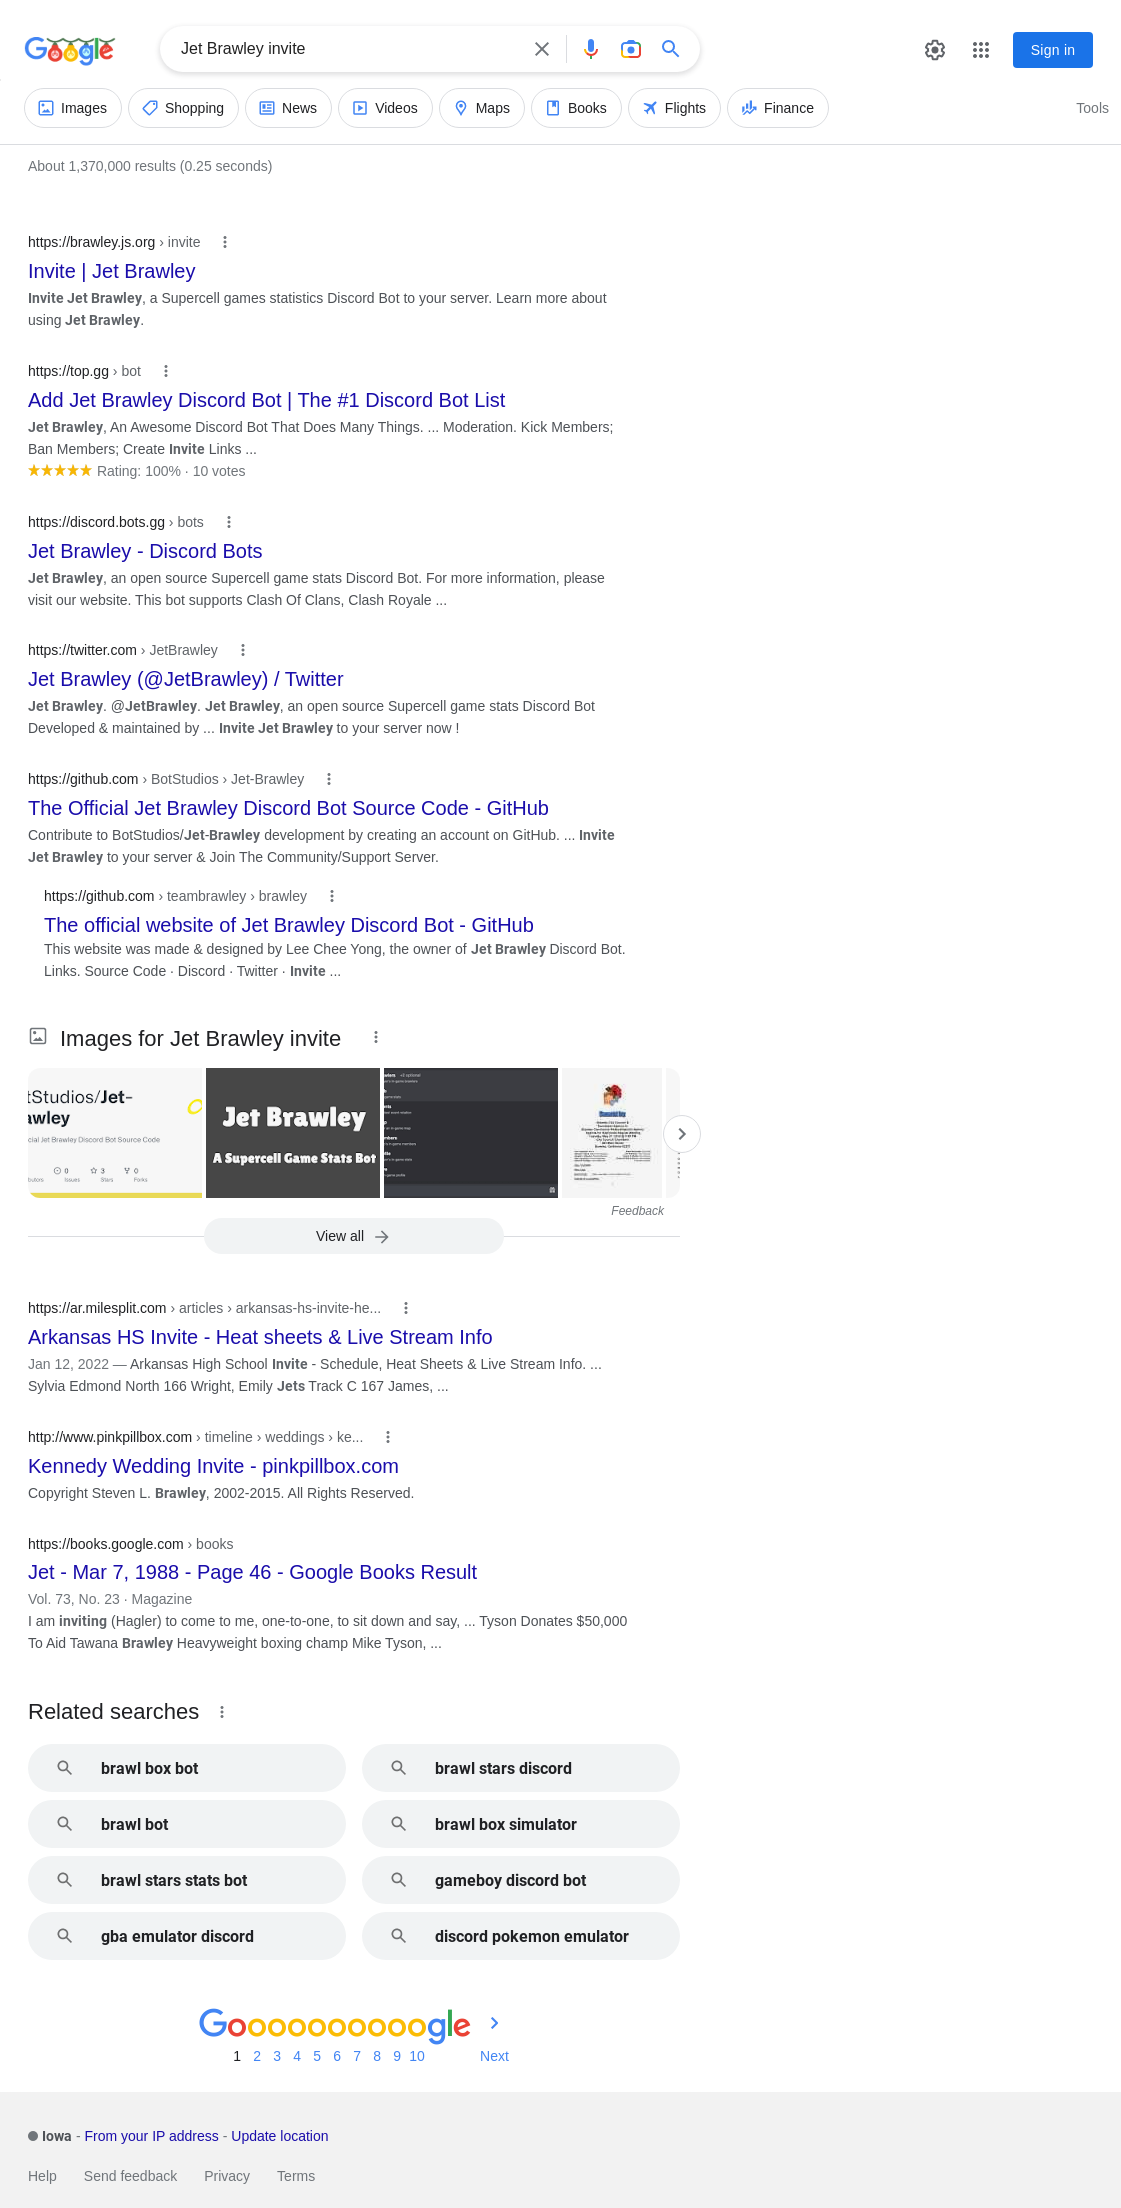 Google
Jet Brawley invite
Sign in
Images
Shopping
News
Videos
Maps
Books
Flights
Finance
Tools
About 1,370,000 results (0.25 seconds)
https://brawley.js.org › invite
Invite | Jet Brawley
Invite Jet Brawley, a Supercell games statistics Discord Bot to your server. Learn more about
using Jet Brawley.
https://top.gg › bot
Add Jet Brawley Discord Bot | The #1 Discord Bot List
Jet Brawley, An Awesome Discord Bot That Does Many Things. ... Moderation. Kick Members;
Ban Members; Create Invite Links ...
Rating: 100% · 10 votes
https://discord.bots.gg › bots
Jet Brawley - Discord Bots
Jet Brawley, an open source Supercell game stats Discord Bot. For more information, please
visit our website. This bot supports Clash Of Clans, Clash Royale ...
https://twitter.com › JetBrawley
Jet Brawley (@JetBrawley) / Twitter
Jet Brawley. @JetBrawley. Jet Brawley, an open source Supercell game stats Discord Bot
Developed & maintained by ... Invite Jet Brawley to your server now !
https://github.com › BotStudios › Jet-Brawley
The Official Jet Brawley Discord Bot Source Code - GitHub
Contribute to BotStudios/Jet-Brawley development by creating an account on GitHub. ... Invite
Jet Brawley to your server & Join The Community/Support Server.
https://github.com › teambrawley › brawley
The official website of Jet Brawley Discord Bot - GitHub
This website was made & designed by Lee Chee Yong, the owner of Jet Brawley Discord Bot.
Links. Source Code · Discord · Twitter · Invite ...
Images for Jet Brawley invite
tStudios/Jet-
awley
cial Jet Brawley Discord Bot Source Code
0
3
0
Issues
Stars
Forks
Jet Brawley
A Supercell Game Stats Bot
Feedback
View all
https://ar.milesplit.com › articles › arkansas-hs-invite-he...
Arkansas HS Invite - Heat sheets & Live Stream Info
Jan 12, 2022 — Arkansas High School Invite - Schedule, Heat Sheets & Live Stream Info. ...
Sylvia Edmond North 166 Wright, Emily Jets Track C 167 James, ...
http://www.pinkpillbox.com › timeline › weddings › ke...
Kennedy Wedding Invite - pinkpillbox.com
Copyright Steven L. Brawley, 2002-2015. All Rights Reserved.
https://books.google.com › books
Jet - Mar 7, 1988 - Page 46 - Google Books Result
Vol. 73, No. 23 · Magazine
I am inviting (Hagler) to come to me, one-to-one, to sit down and say, ... Tyson Donates $50,000
To Aid Tawana Brawley Heavyweight boxing champ Mike Tyson, ...
Related searches
brawl box bot
brawl stars discord
brawl bot
brawl box simulator
brawl stars stats bot
gameboy discord bot
gba emulator discord
discord pokemon emulator
Goooooooooogle
1 2 3 4 5 6 7 8 9 10 Next
Iowa - From your IP address - Update location
Help Send feedback Privacy Terms